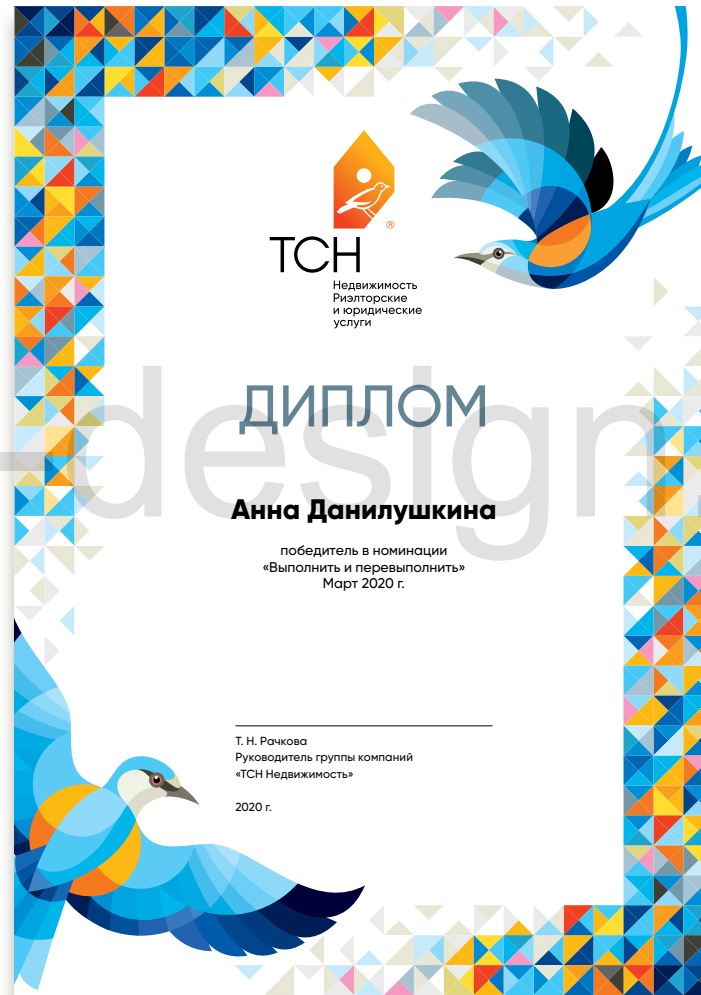 ТСН
®
Недвижимость
Риэлторские
и юридические
услуги
ДИПЛОМ
-design
Анна Данилушкина
победитель в номинации
«Выполнить и перевыполнить»
Март 2020 г.
Т. Н. Рачкова
Руководитель группы компаний
«ТСН Недвижимость»
2020 г.